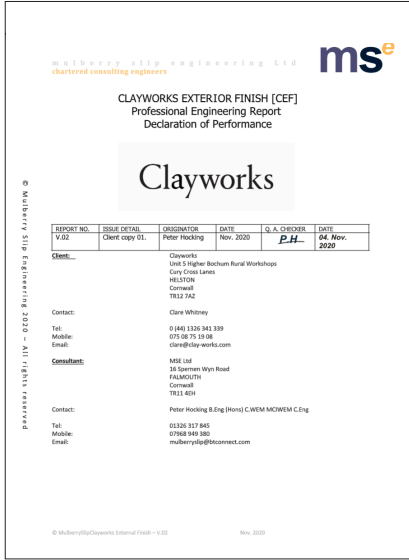 mulberry slip engineering Ltd
chartered consulting engineers
mse
CLAYWORKS EXTERIOR FINISH [CEF]
Professional Engineering Report
Declaration of Performance
Clayworks
© Mulberry Slip Engineering 2020 – All rights reserved
REPORT NO. ISSUE DETAIL ORIGINATOR DATE Q. A. CHECKER DATE
V.02 Client copy 01. Peter Hocking Nov. 2020 P.H 04. Nov.
2020
Client: Clayworks
Unit 5 Higher Bochum Rural Workshops
Cury Cross Lanes
HELSTON
Cornwall
TR12 7AZ
Contact: Clare Whitney
Tel: 0 (44) 1326 341 339
Mobile: 075 08 75 19 08
Email: clare@clay-works.com
Consultant: MSE Ltd
16 Spernen Wyn Road
FALMOUTH
Cornwall
TR11 4EH
Contact: Peter Hocking B.Eng (Hons) C.WEM MCIWEM C.Eng
Tel: 01326 317 845
Mobile: 07968 949 380
Email: mulberryslip@btconnect.com
© MulberrySlipClayworks External Finish – V.02 Nov, 2020